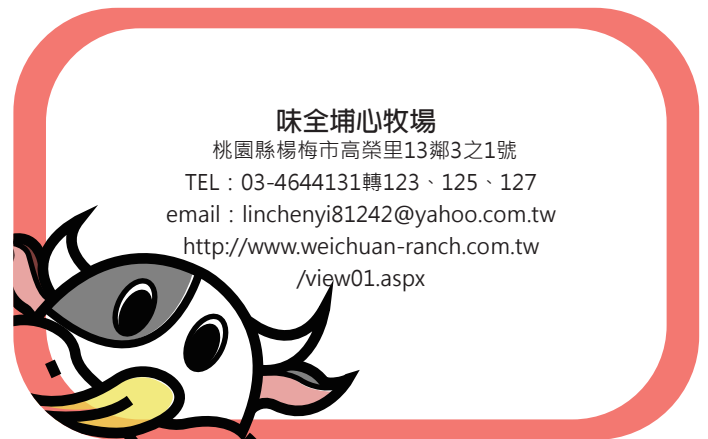 味全埔心牧場
桃園縣楊梅市高榮里13鄰3之1號
TEL：03-4644131轉123、125、127
email：linchenyi81242@yahoo.com.tw
http://www.weichuan-ranch.com.tw
/view01.aspx